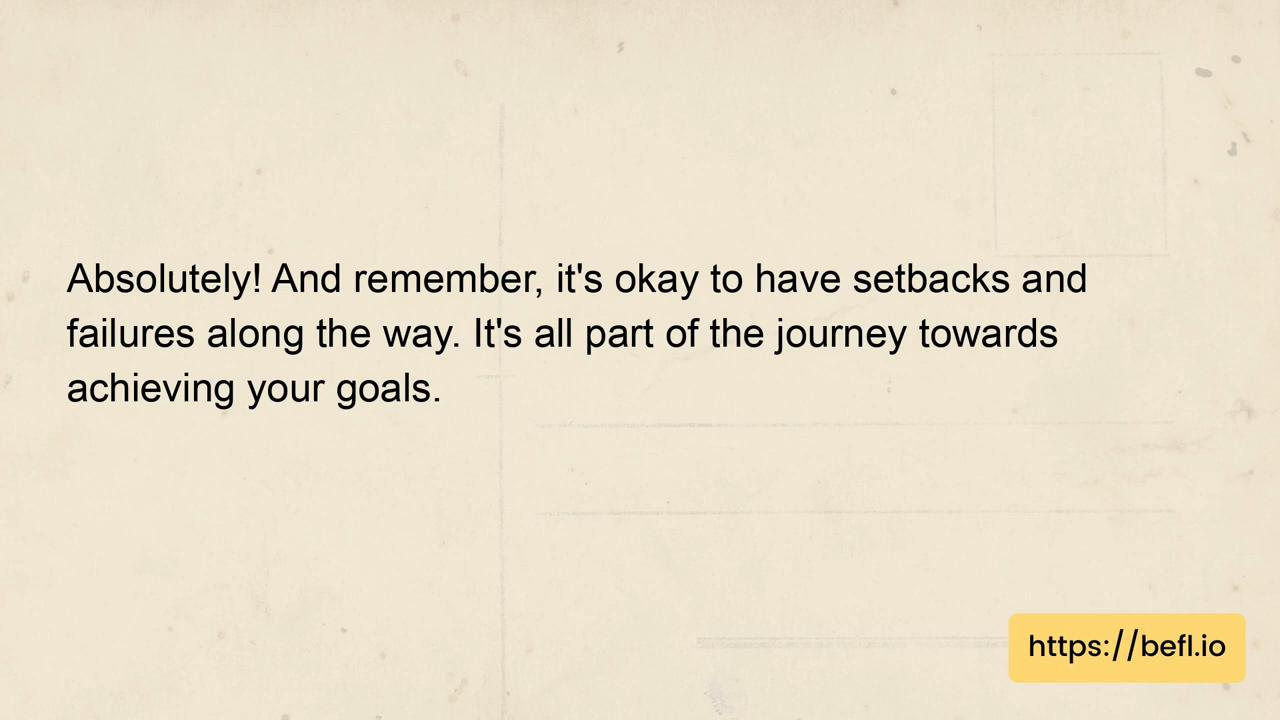 Absolutely! And remember, it's okay to have setbacks and
failures along the way. It's all part of the journey towards
achieving your goals.
https://befl.io